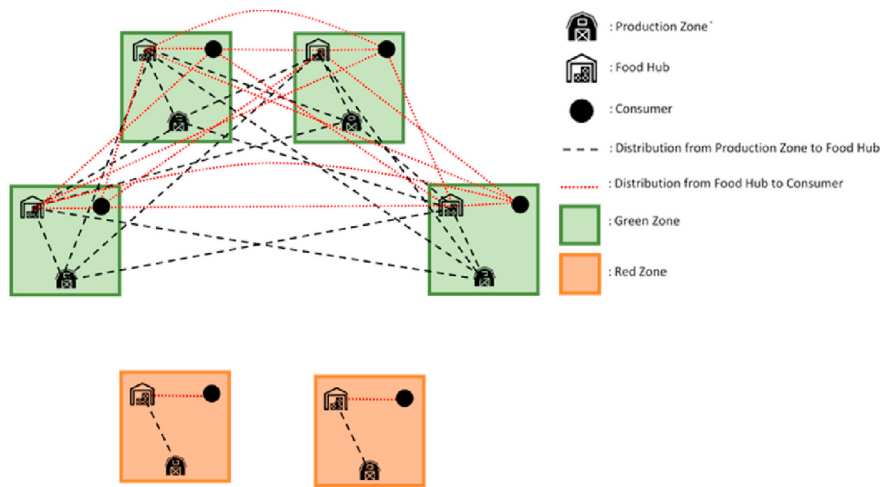 : Production Zone`
: Food Hub
: Consumer
: Distribution from Production Zone to Food Hub
: Distribution from Food Hub to Consumer
: Green Zone
: Red Zone